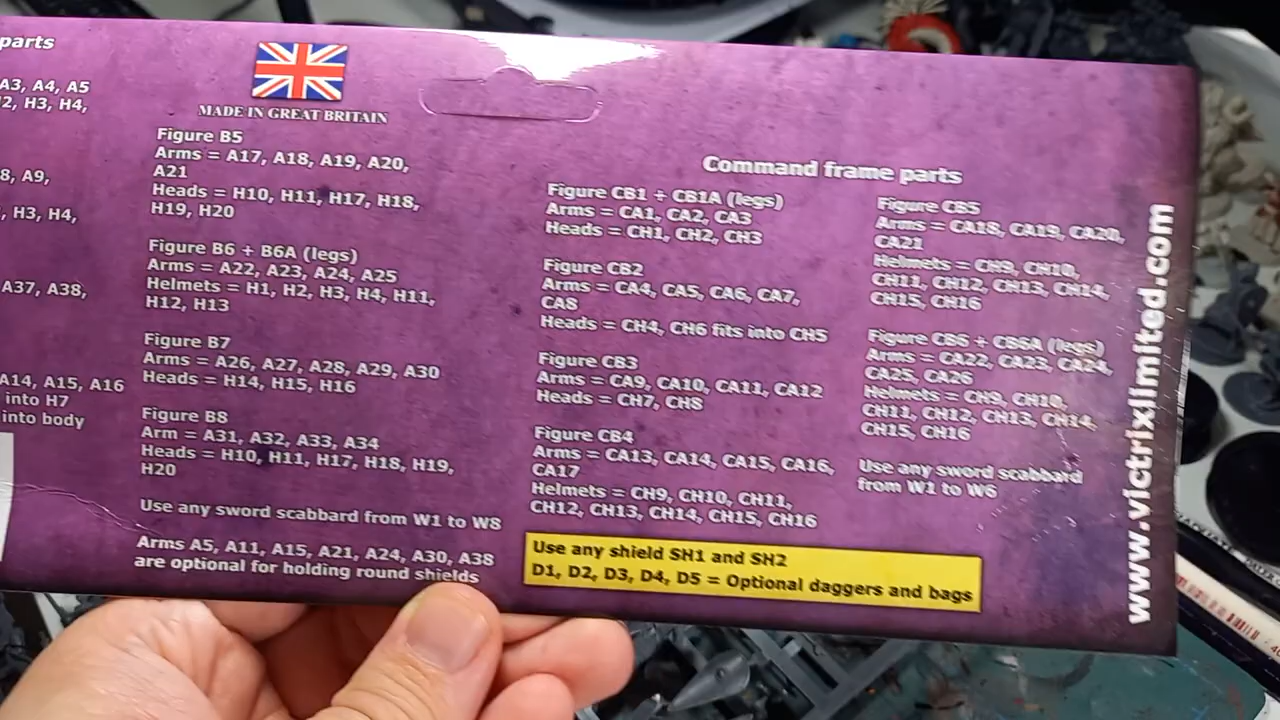 parts
A3, A4, A5
H2, H3, H4,
A9,
H3, H4,
A37, A38,
A14, A15, A16
into H7
into body
MADE IN GREAT BRITAIN
Figure B5
Arms = A17, A18, A19, A20,
A21
Heads = H10, H11, H17, H18,
H19, H20
Figure B6 + B6A (legs)
Arms = A22, A23, A24, A25
Helmets = H1, H2, H3, H4, H11,
H12, H13
Figure B7
Arms = A26, A27, A28, A29, A30
Heads = H14, H15, H16
Figure B8
Arm = A31, A32, A33, A34
Heads = H10, H11, H17, H18, H19,
H20
Use any sword scabbard from W1 to W8
Arms A5, A11, A15, A21, A24, A30, A38
are optional for holding round shields
Command frame parts
Figure CB1 + CB1A (legs)
Arms = CA1, CA2, CA3
Heads = CH1, CH2, CH3
Figure CB2
Arms = CA4, CA5, CA6, CA7,
CA8
Heads = CH4, CH6 fits into CH5
Figure CB3
Arms = CA9, CA10, CA11, CA12
Heads = CH7, CH8
Figure CB4
Arms = CA13, CA14, CA15, CA16,
CA17
Helmets = CH9, CH10, CH11,
CH12, CH13, CH14, CH15, CH16
Use any shield SH1 and SH2
D1, D2, D3, D4, D5 = Optional daggers and bags
Figure CB5
Arms = CA18, CA19, CA20,
CA21
Helmets = CH9, CH10,
CH11, CH12, CH13, CH14,
CH15, CH16
Figure CB6 + CB6A (legs)
Arms = CA22, CA23, CA24,
CA25, CA26
Helmets = CH9, CH10,
CH11, CH12, CH13, CH14,
CH15, CH16
Use any sword scabbard
from W1 to W6
www.victrixlimited.com